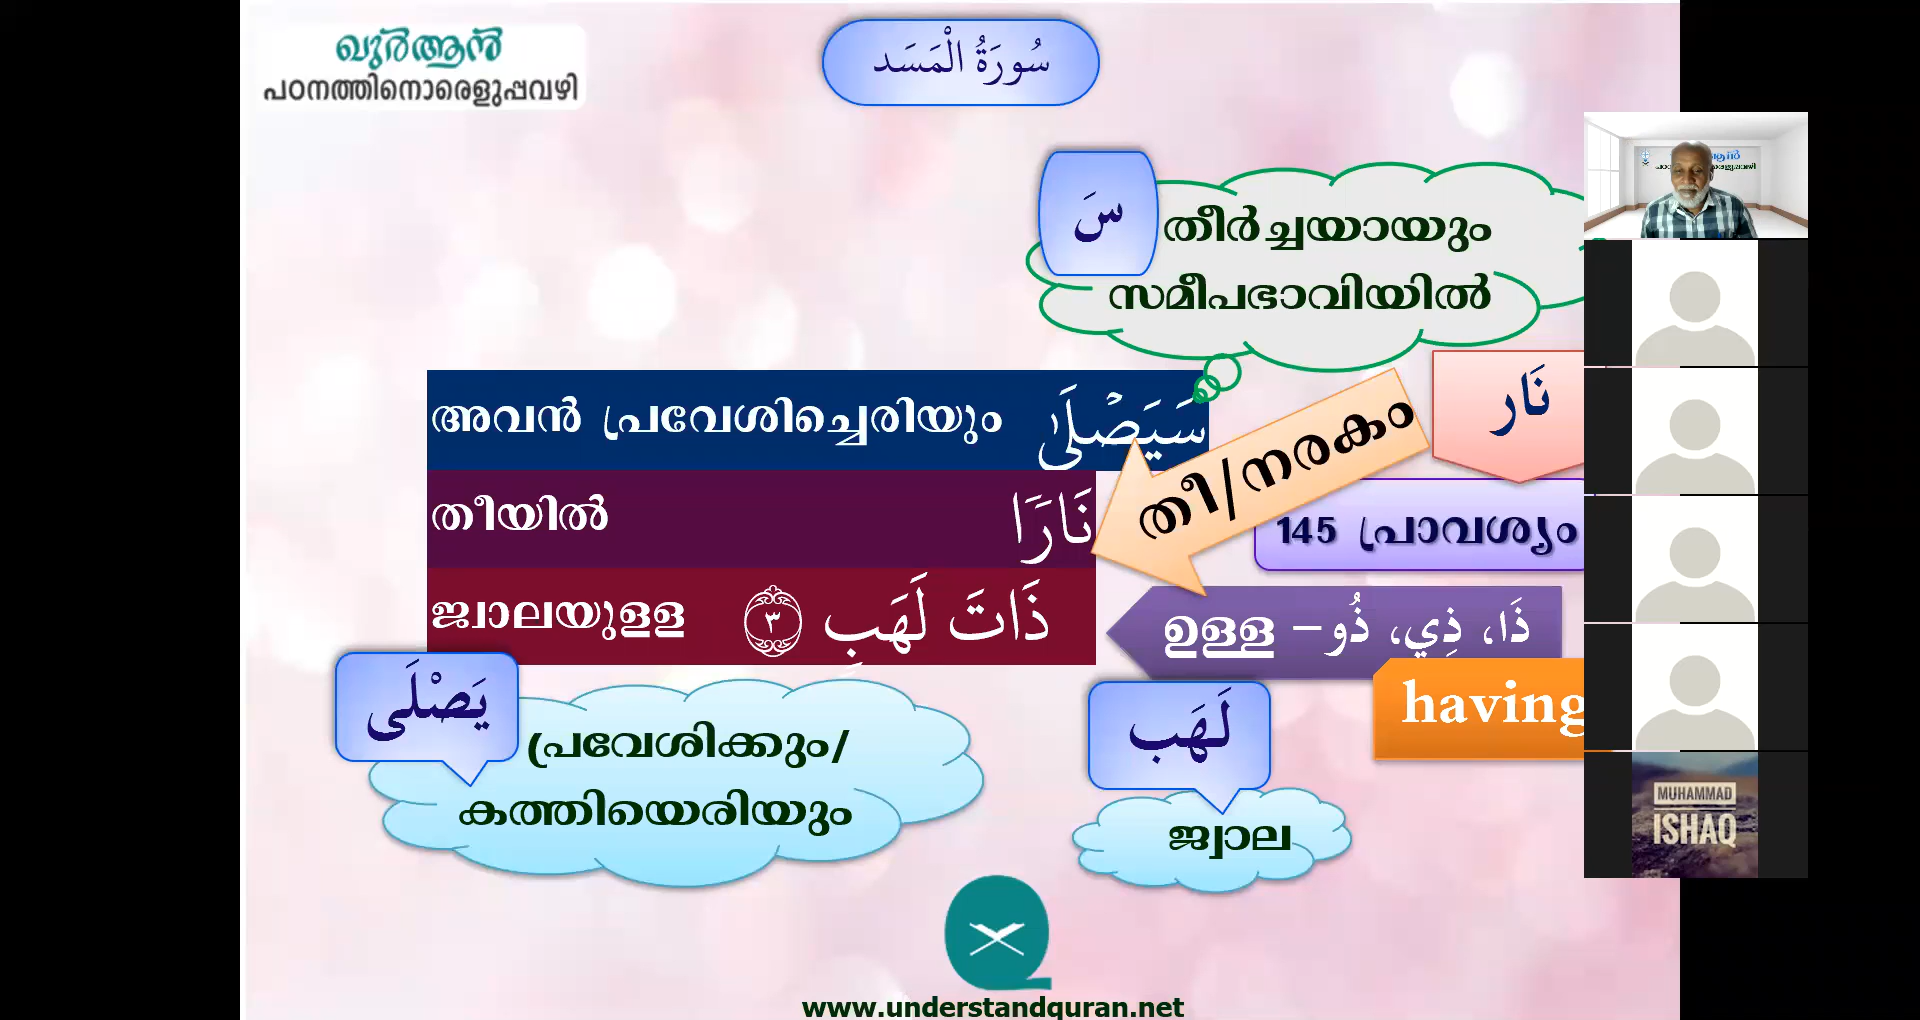 ഖുർആൻ
പഠനത്തിനൊരെളുപ്പവഴി
سُورَةُ الْمَسَد
سَ
തീർച്ചയായും
സമീപഭാവിയിൽ
نَار
അവൻ പ്രവേശിച്ചെരിയും سَيَصْلَىٰ
തീ/നരകം
തീയിൽ نَارًا
145 പ്രാവശ്യം
ജ്വാലയുള്ള ذَاتَ لَهَبٍ ٣
ذَا، ذِي، ذُو – ഉള്ള
having
يَصْلَى
പ്രവേശിക്കും/
കത്തിയെരിയും
لَهَب
ജ്വാല
MUHAMMAD
ISHAQ
www.understandquran.net